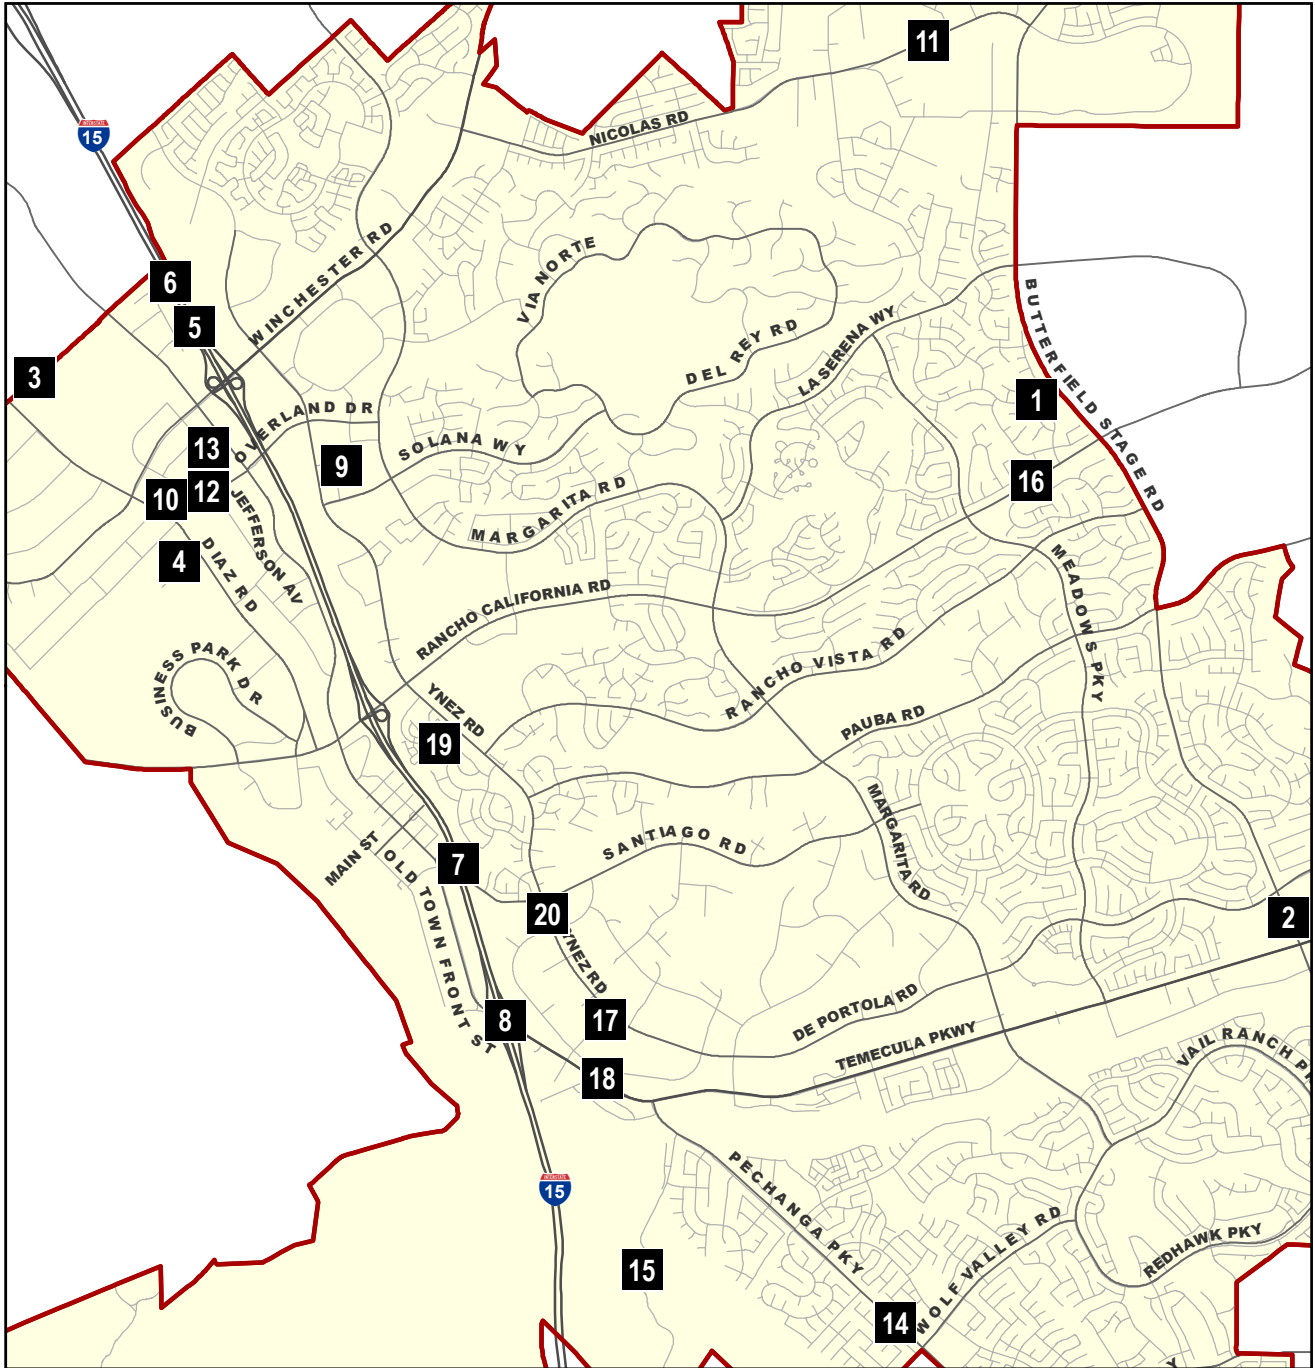 11
NICOLAS RD
INTERSTATE
15
WINCHESTER RD
VIA NORTE
6
5
BUTTERFIELD STAGE RD
DEL REY RD
LA SERENA WY
3
1
OVERLAND DR
SOLANA WY
13
9
16
12
10
JEFFERSON AV
MARGARITA RD
4
DIAZ RD
MEADOWS PKY
RANCHO CALIFORNIA RD
BUSINESS PARK DR
RANCHO VISTA RD
YNEZ RD
PAUBA RD
19
MARGARITA RD
MAIN ST
SANTIAGO RD
7
OLD TOWN FRONT ST
20
2
YNEZ RD
8
17
DE PORTOLA RD
TEMECULA PKWY
VAIL RANCH P
18
PECHANGA PKY
INTERSTATE
15
WOLF VALLEY RD
REDHAWK PKY
15
14
Y